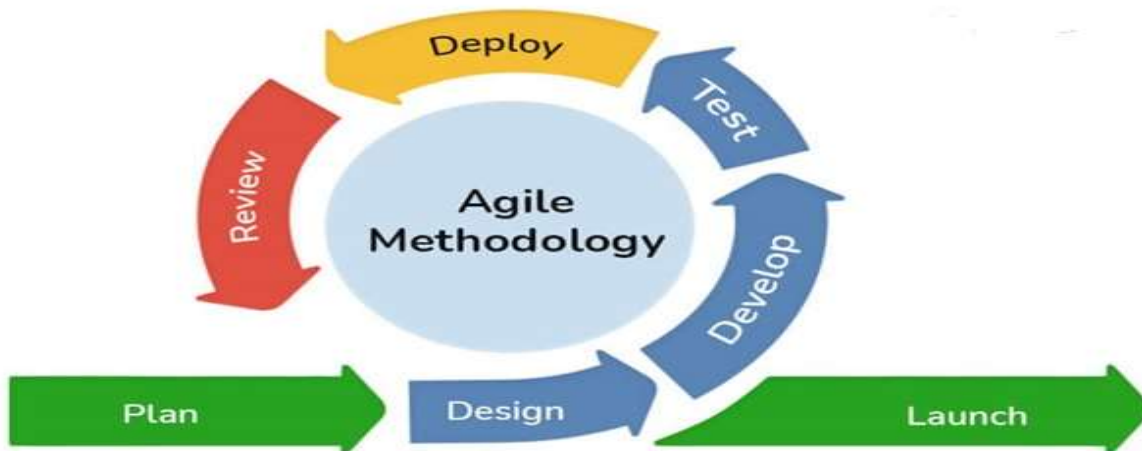 Deploy
Test
Review
Agile
Methodology
Develop
Plan
Design
Launch